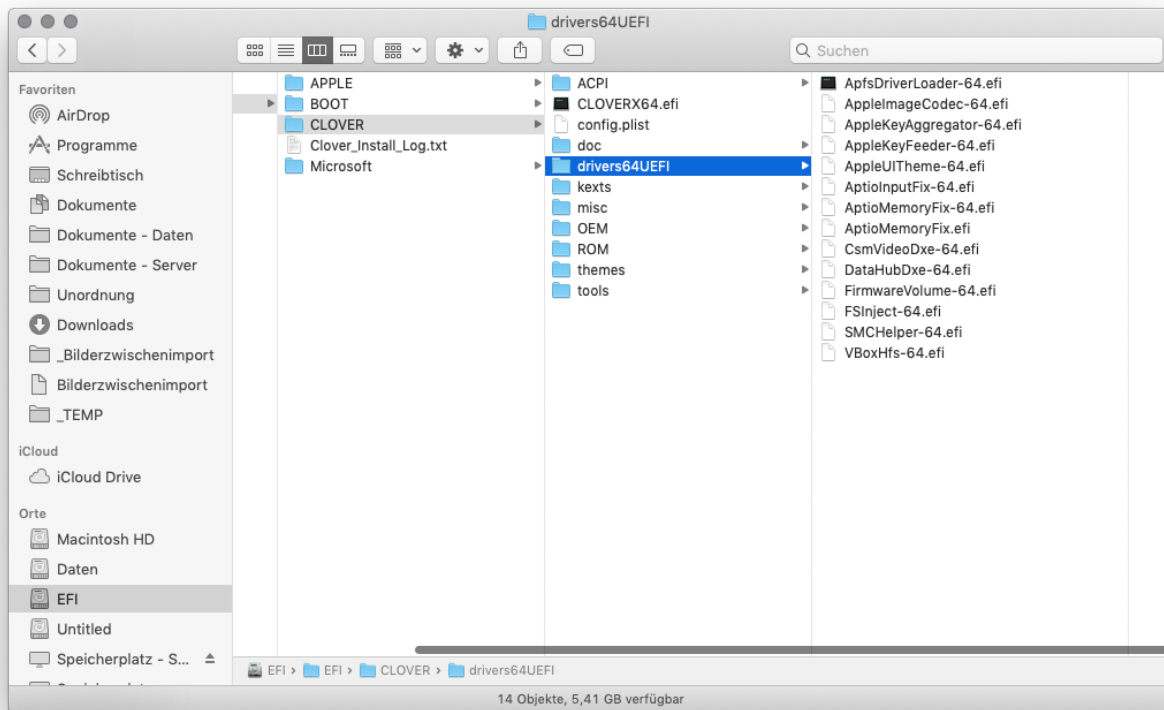 drivers64UEFI
Suchen
Favoriten
AirDrop
Programme
Schreibtisch
Dokumente
Dokumente - Daten
Dokumente - Server
Unordnung
Downloads
_Bilderzwischenimport
Bilderzwischenimport
_TEMP
iCloud
iCloud Drive
Orte
Macintosh HD
Daten
EFI
Untitled
Speicherplatz - S...
APPLE
BOOT
CLOVER
Clover_Install_Log.txt
Microsoft
ACPI
CLOVERX64.efi
config.plist
doc
drivers64UEFI
kexts
misc
OEM
ROM
themes
tools
ApfsDriverLoader-64.efi
AppleImageCodec-64.efi
AppleKeyAggregator-64.efi
AppleKeyFeeder-64.efi
AppleUITheme-64.efi
AptioInputFix-64.efi
AptioMemoryFix-64.efi
AptioMemoryFix.efi
CsmVideoDxe-64.efi
DataHubDxe-64.efi
FirmwareVolume-64.efi
FSInject-64.efi
SMCHelper-64.efi
VBoxHfs-64.efi
EFI › EFI › CLOVER › drivers64UEFI
14 Objekte, 5,41 GB verfügbar